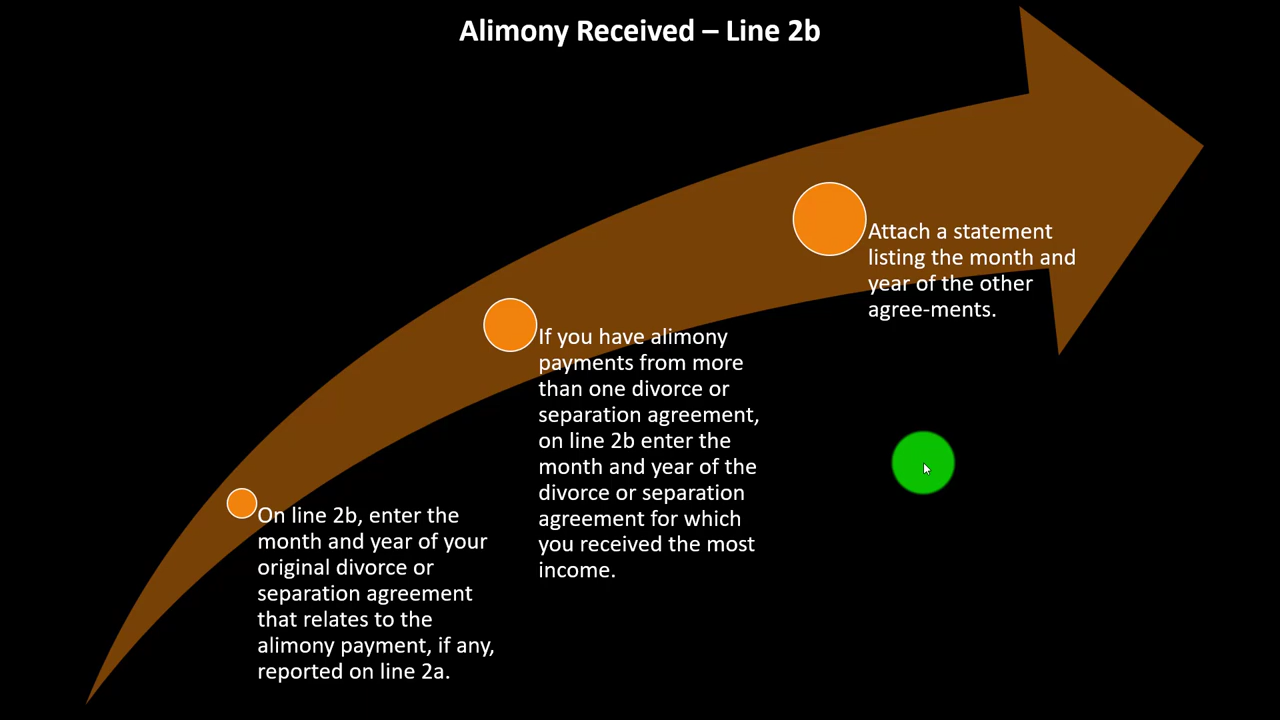 Alimony Received – Line 2b
On line 2b, enter the
month and year of your
original divorce or
separation agreement
that relates to the
alimony payment, if any,
reported on line 2a.
If you have alimony
payments from more
than one divorce or
separation agreement,
on line 2b enter the
month and year of the
divorce or separation
agreement for which
you received the most
income.
Attach a statement
listing the month and
year of the other
agree-ments.